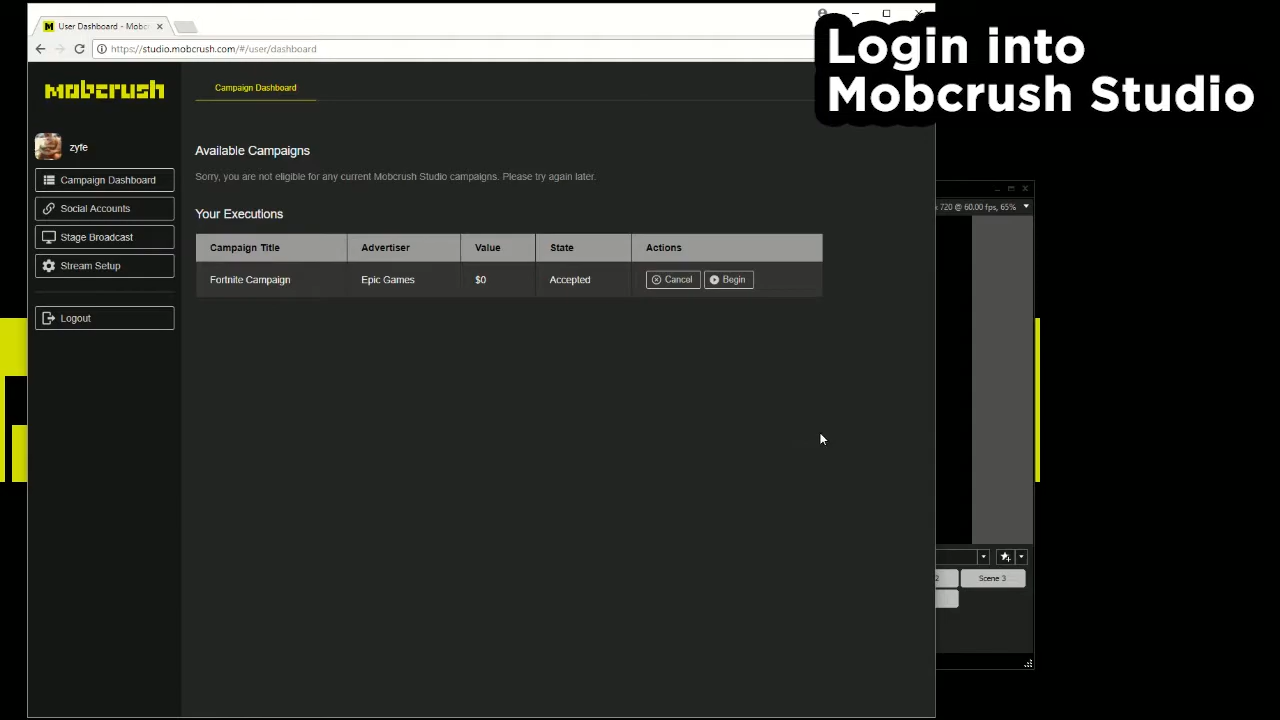 User Dashboard - Mobc
https://studio.mobcrush.com/#/user/dashboard
Login into
Mobcrush Studio
mobcrush
Campaign Dashboard
zyfe
Campaign Dashboard
Social Accounts
Stage Broadcast
Stream Setup
Logout
Available Campaigns
Sorry, you are not eligible for any current Mobcrush Studio campaigns. Please try again later.
Your Executions
Campaign Title Advertiser Value State Actions
Fortnite Campaign Epic Games $0 Accepted Cancel Begin
720 @ 60.00 fps, 65%
2 Scene 3